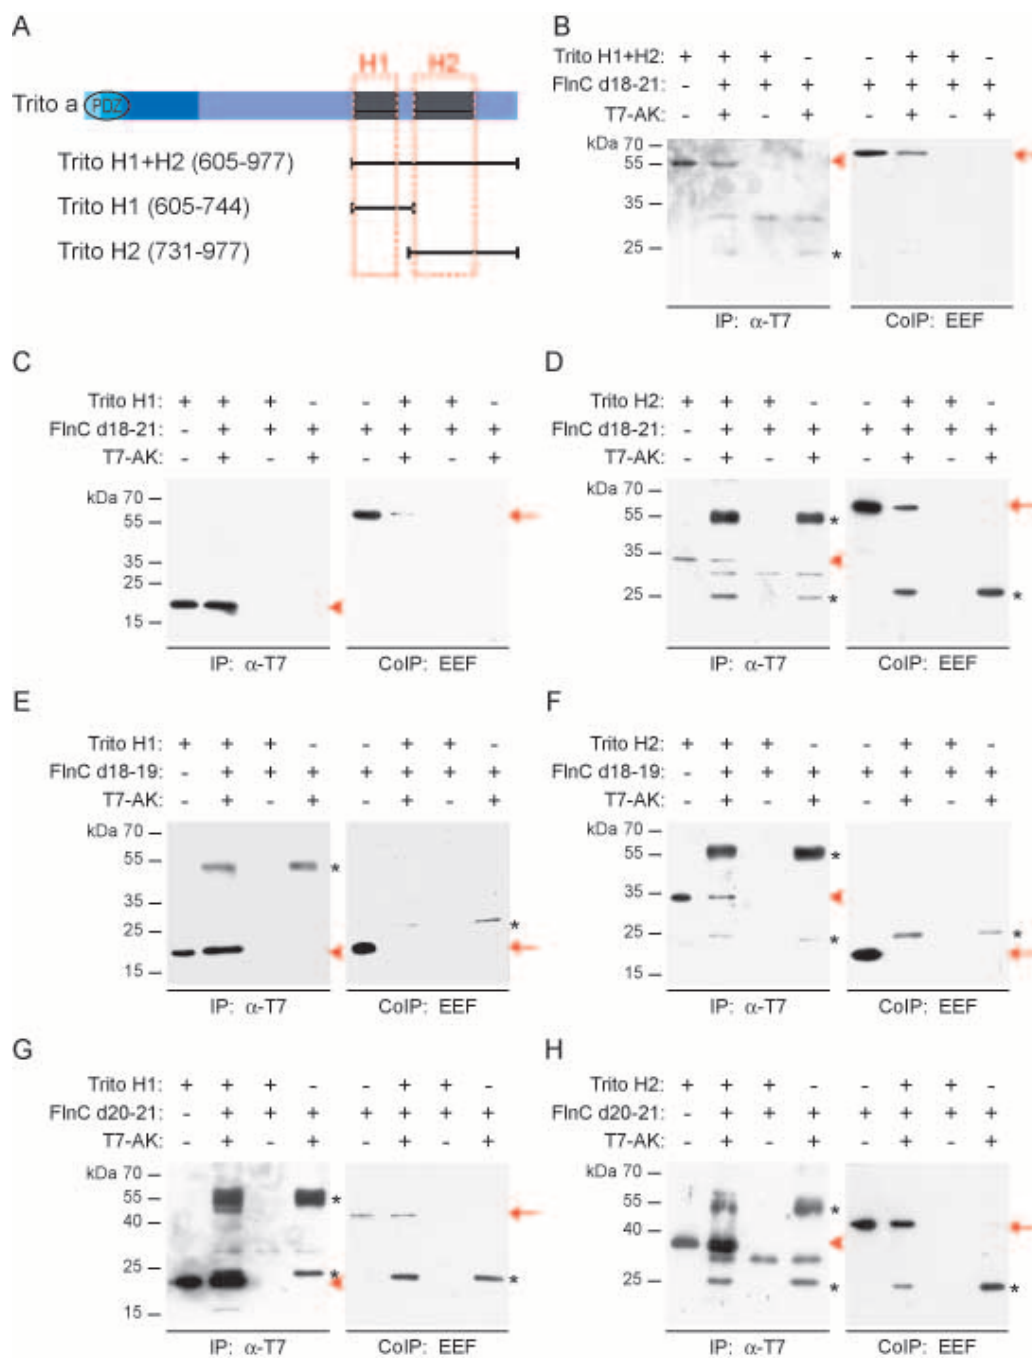 A
H1 H2
Trito a PDZ
Trito H1+H2 (605-977)
Trito H1 (605-744)
Trito H2 (731-977)
B
Trito H1+H2: + + + - - + + -
FlnC d18-21: - + + + + + + +
T7-AK: - + - + - + - +
kDa 70
55
35
25
*
IP: α-T7 CoIP: EEF
C
Trito H1: + + + - - + + -
FlnC d18-21: - + + + + + + +
T7-AK: - + - + - + - +
kDa 70
55
35
25
15
IP: α-T7 CoIP: EEF
D
Trito H2: + + + - - + + -
FlnC d18-21: - + + + + + + +
T7-AK: - + - + - + - +
kDa 70
55 *
35
25 * *
IP: α-T7 CoIP: EEF
E
Trito H1: + + + - - + + -
FlnC d18-19: - + + + + + + +
T7-AK: - + - + - + - +
kDa 70
55 *
35
25 *
15
IP: α-T7 CoIP: EEF
F
Trito H2: + + + - - + + -
FlnC d18-19: - + + + + + + +
T7-AK: - + - + - + - +
kDa 70
55 *
35
25 * *
15
IP: α-T7 CoIP: EEF
G
Trito H1: + + + - - + + -
FlnC d20-21: - + + + + + + +
T7-AK: - + - + - + - +
kDa 70
55 *
40
25 * *
15
IP: α-T7 CoIP: EEF
H
Trito H2: + + + - - + + -
FlnC d20-21: - + + + + + + +
T7-AK: - + - + - + - +
kDa 70
55 *
40
25 * *
IP: α-T7 CoIP: EEF